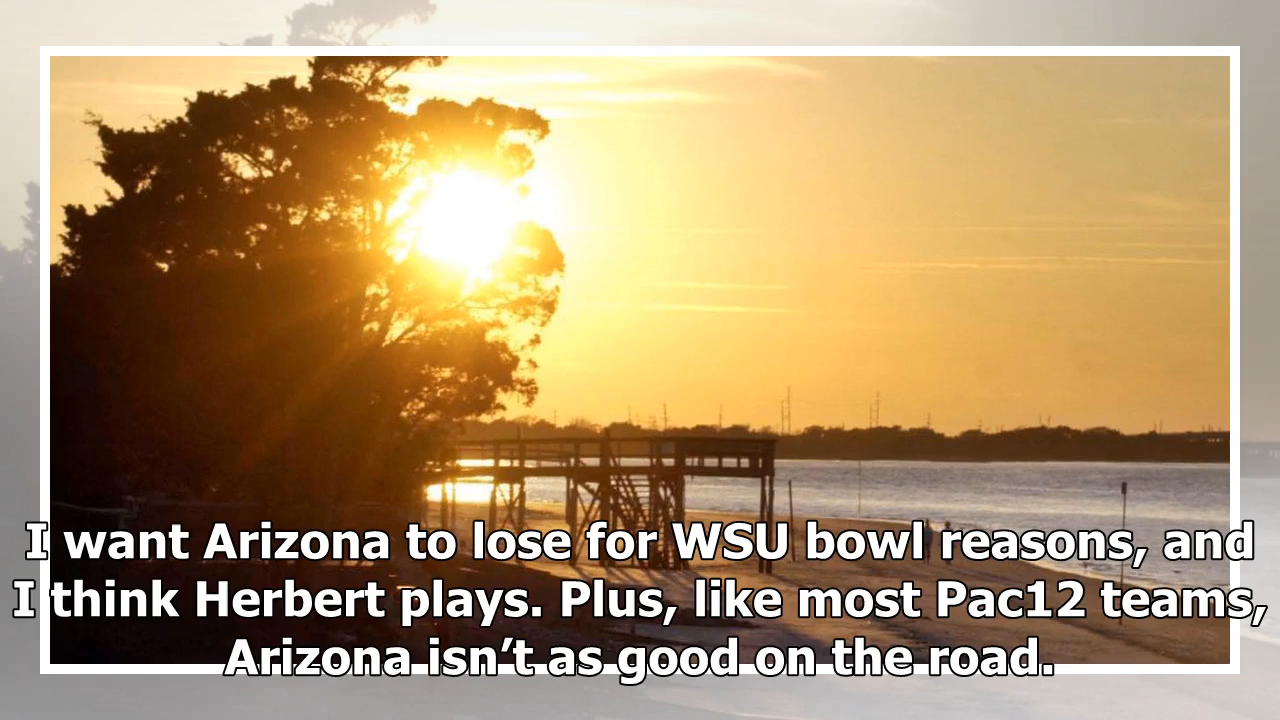 I want Arizona to lose for WSU bowl reasons, and
I think Herbert plays. Plus, like most Pac12 teams,
Arizona isn’t as good on the road.